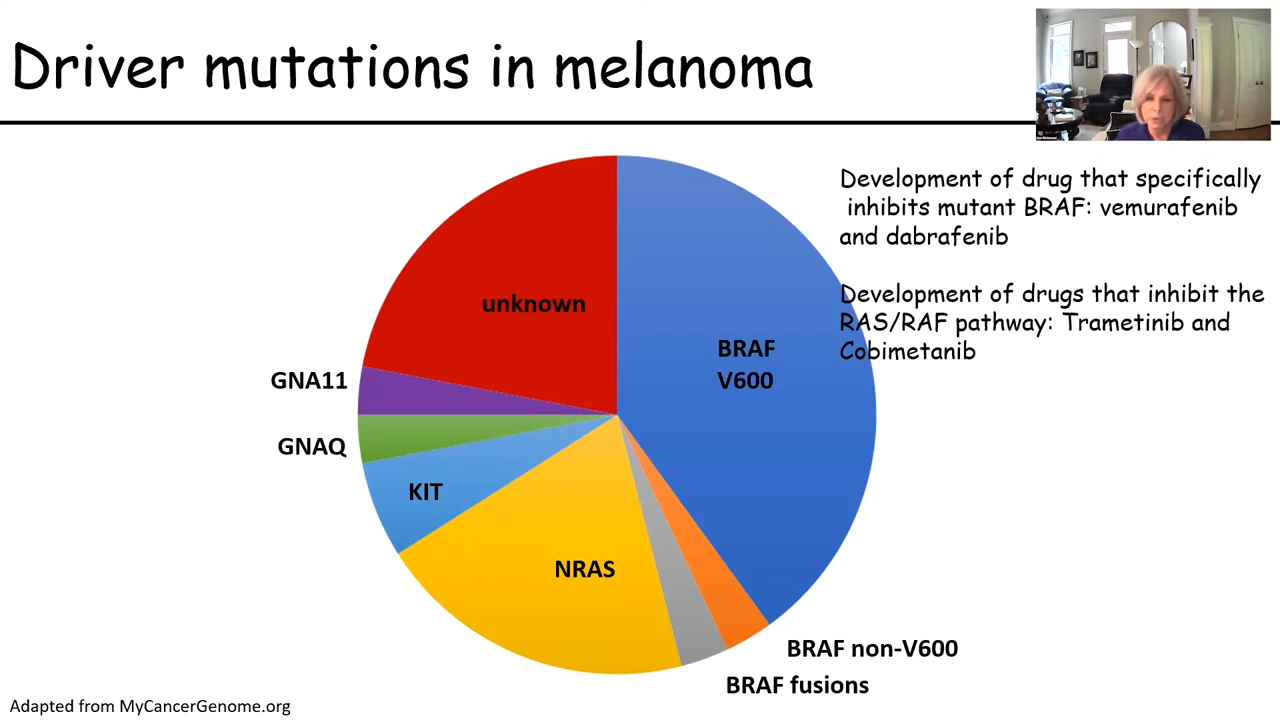 Driver mutations in melanoma
Development of drug that specifically
inhibits mutant BRAF: vemurafenib
and dabrafenib
Development of drugs that inhibit the
RAS/RAF pathway: Trametinib and
Cobimetanib
unknown
BRAF
V600
GNA11
GNAQ
KIT
NRAS
BRAF non-V600
BRAF fusions
Adapted from MyCancerGenome.org